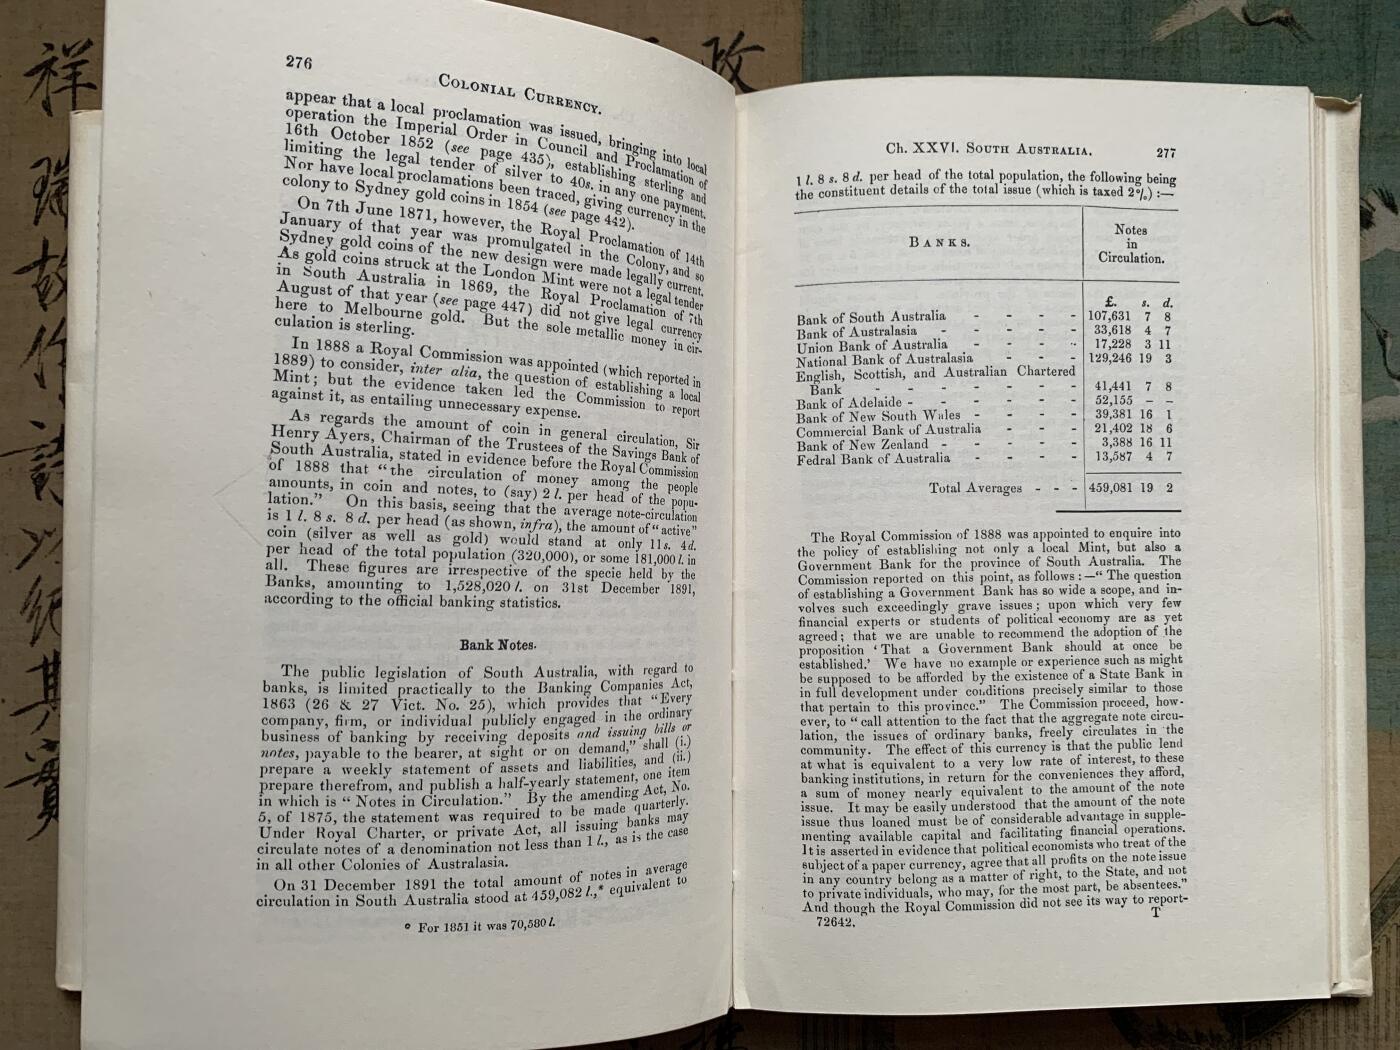 276
COLONIAL CURRENCY.
appear that a local proclamation was issued, bringing into local
operation the Imperial Order in Council and Proclamation of
16th October 1852 (see page 435), establishing sterling and
limiting the legal tender of silver to 40s. in any one payment.
Nor have local proclamations been traced, giving currency in the
colony to Sydney gold coins in 1854 (see page 442).
On 7th June 1871, however, the Royal Proclamation of 14th
January of that year was promulgated in the Colony, and so
Sydney gold coins of the new design were made legally current.
As gold coins struck at the London Mint were not a legal tender
in South Australia in 1869, the Royal Proclamation of 7th
August of that year (see page 447) did not give legal currency
here to Melbourne gold. But the sole metallic money in cir-
culation is sterling.
In 1888 a Royal Commission was appointed (which reported in
1889) to consider, inter alia, the question of establishing a local
Mint; but the evidence taken led the Commission to report
against it, as entailing unnecessary expense.
As regards the amount of coin in general circulation, Sir
Henry Ayers, Chairman of the Trustees of the Savings Bank of
South Australia, stated in evidence before the Royal Commission
of 1888 that "the circulation of money among the people
amounts, in coin and notes, to (say) 2 l. per head of the popu-
lation." On this basis, seeing that the average note-circulation
is 1 l. 8 s. 8 d. per head (as shown, infra), the amount of "active"
coin (silver as well as gold) would stand at only 11s. 4d.
per head of the total population (320,000), or some 181,000 l. in
all. These figures are irrespective of the specie held by the
Banks, amounting to 1,528,020 l. on 31st December 1891,
according to the official banking statistics.
Bank Notes.
The public legislation of South Australia, with regard to
banks, is limited practically to the Banking Companies Act,
1863 (26 & 27 Vict. No. 25), which provides that "Every
company, firm, or individual publicly engaged in the ordinary
business of banking by receiving deposits and issuing bills or
notes, payable to the bearer, at sight or on demand," shall (i.)
prepare a weekly statement of assets and liabilities, and (ii.)
prepare therefrom, and publish a half-yearly statement, one item
in which is "Notes in Circulation." By the amending Act, No.
5, of 1875, the statement was required to be made quarterly.
Under Royal Charter, or private Act, all issuing banks may
circulate notes of a denomination not less than 1 l., as is the case
in all other Colonies of Australasia.
On 31 December 1891 the total amount of notes in average
circulation in South Australia stood at 459,082 l.,* equivalent to
* For 1851 it was 70,580 l.
Ch. XXVI. SOUTH AUSTRALIA. 277
1 l. 8 s. 8 d. per head of the total population, the following being
the constituent details of the total issue (which is taxed 2%) :—
BANKS.
Notes
in
Circulation.
£. s. d.
Bank of South Australia - - - - 107,631 7 8
Bank of Australasia - - - - 33,618 4 7
Union Bank of Australia - - - - 17,228 3 11
National Bank of Australasia - - - 129,246 19 3
English, Scottish, and Australian Chartered
Bank - - - - - - - 41,441 7 8
Bank of Adelaide - - - - - 52,155 – –
Bank of New South Wales - - - - 39,381 16 1
Commercial Bank of Australia - - - 21,402 18 6
Bank of New Zealand - - - - - 3,388 16 11
Fedral Bank of Australia - - - - 13,587 4 7
Total Averages - - - 459,081 19 2
The Royal Commission of 1888 was appointed to enquire into
the policy of establishing not only a local Mint, but also a
Government Bank for the province of South Australia. The
Commission reported on this point, as follows :—"The question
of establishing a Government Bank has so wide a scope, and in-
volves such exceedingly grave issues ; upon which very few
financial experts or students of political economy are as yet
agreed ; that we are unable to recommend the adoption of the
proposition 'That a Government Bank should at once be
established.' We have no example or experience such as might
be supposed to be afforded by the existence of a State Bank in
in full development under conditions precisely similar to those
that pertain to this province." The Commission proceed, how-
ever, to "call attention to the fact that the aggregate note circu-
lation, the issues of ordinary banks, freely circulates in the
community. The effect of this currency is that the public lend
at what is equivalent to a very low rate of interest, to these
banking institutions, in return for the conveniences they afford,
a sum of money nearly equivalent to the amount of the note
issue. It may be easily understood that the amount of the note
issue thus loaned must be of considerable advantage in supple-
menting available capital and facilitating financial operations.
It is asserted in evidence that political economists who treat of the
subject of a paper currency, agree that all profits on the note issue
in any country belong as a matter of right, to the State, and not
to private individuals, who may, for the most part, be absentees."
And though the Royal Commission did not see its way to report-
72642. T